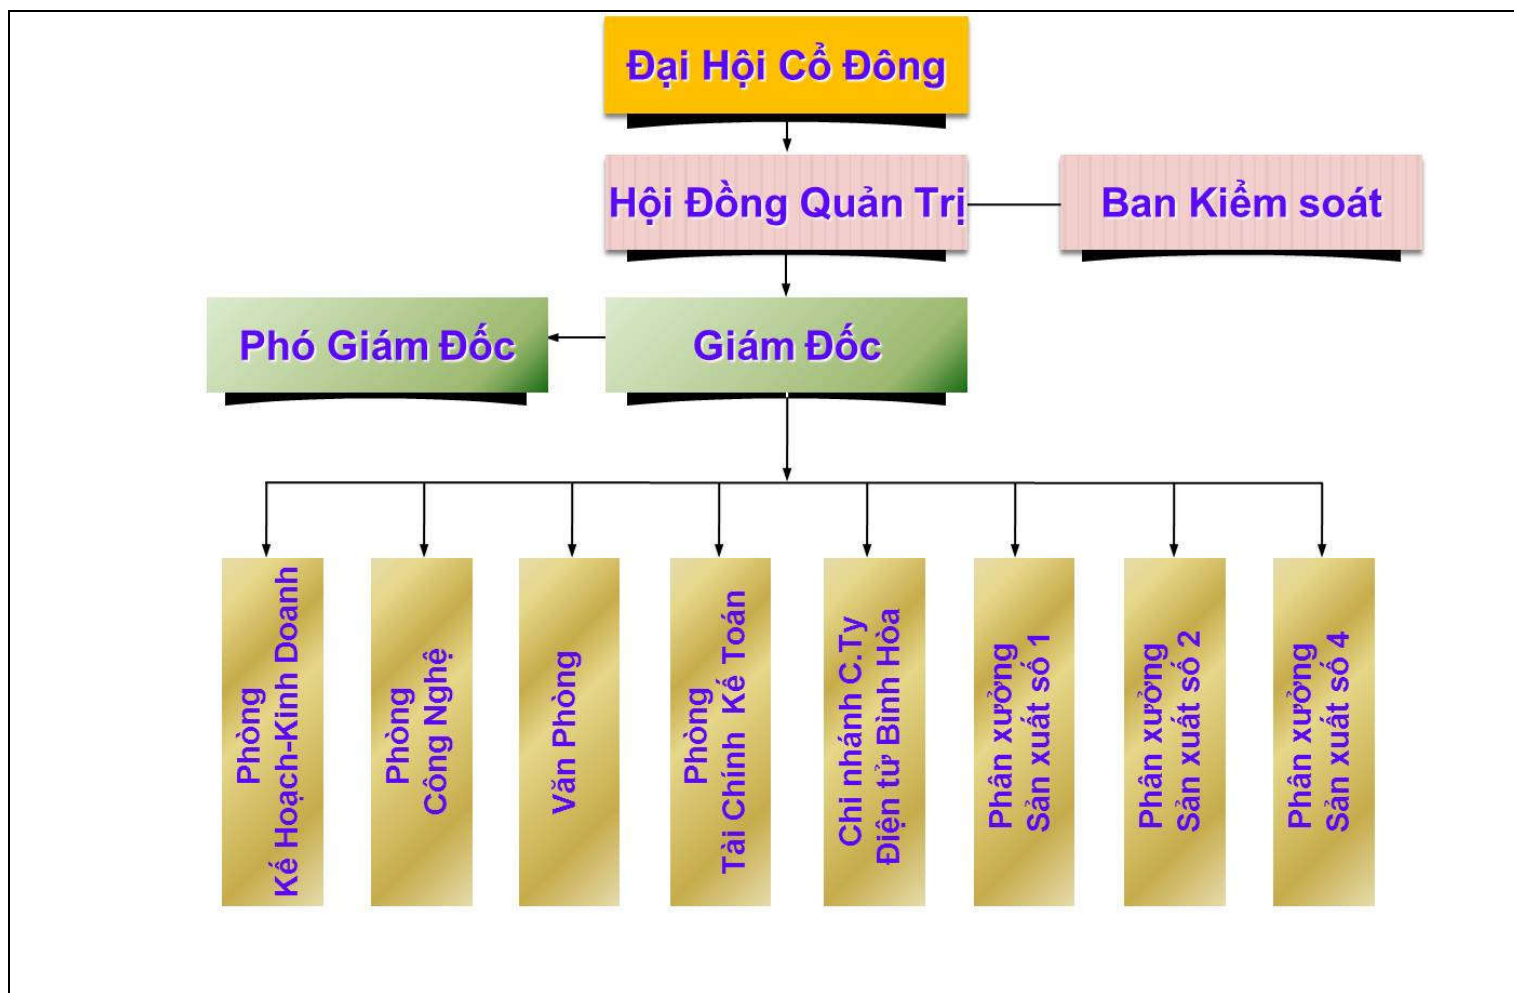 Đại Hội Cổ Đông
Hội Đồng Quản Trị
Ban Kiểm soát
Phó Giám Đốc
Giám Đốc
Phòng
Kế Hoạch-Kinh Doanh
Phòng
Công Nghệ
Văn Phòng
Phòng
Tài Chính Kế Toán
Chi nhánh C.Ty
Điện tử Bình Hòa
Phân xưởng
Sản xuất số 1
Phân xưởng
Sản xuất số 2
Phân xưởng
Sản xuất số 4